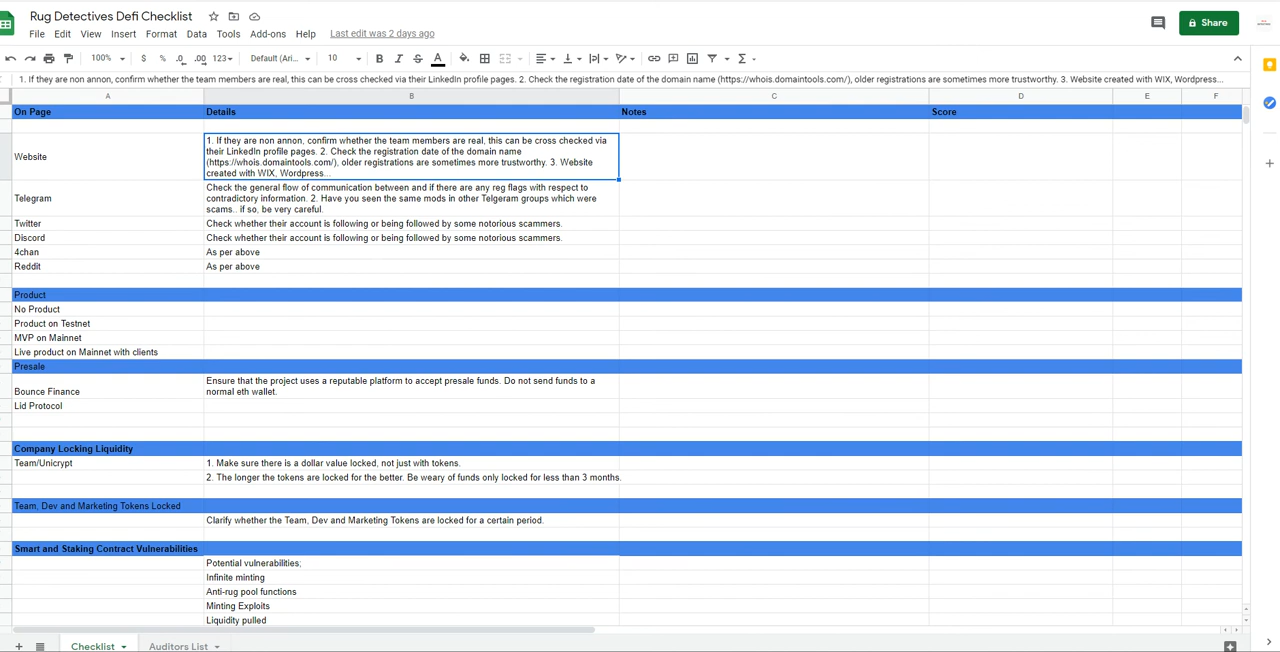 Rug Detectives Defi Checklist
Share
File Edit View Insert Format Data Tools Add-ons Help Last edit was 2 days ago
100% $ % .0 .00 123 Default (Ari... 10 B I S A
1. If they are non annon, confirm whether the team members are real, this can be cross checked via their LinkedIn profile pages. 2. Check the registration date of the domain name (https://whois.domaintools.com/), older registrations are sometimes more trustworthy. 3. Website created with WIX, Wordpress...
A B C D E F
On Page Details Notes Score
1. If they are non annon, confirm whether the team members are real, this can be cross checked via
their LinkedIn profile pages. 2. Check the registration date of the domain name
Website (https://whois.domaintools.com/), older registrations are sometimes more trustworthy. 3. Website
created with WIX, Wordpress...
Check the general flow of communication between and if there are any reg flags with respect to
Telegram contradictory information. 2. Have you seen the same mods in other Telgeram groups which were
scams.. if so, be very careful.
Twitter Check whether their account is following or being followed by some notorious scammers.
Discord Check whether their account is following or being followed by some notorious scammers.
4chan As per above
Reddit As per above
Product
No Product
Product on Testnet
MVP on Mainnet
Live product on Mainnet with clients
Presale
Ensure that the project uses a reputable platform to accept presale funds. Do not send funds to a
Bounce Finance normal eth wallet.
Lid Protocol
Company Locking Liquidity
Team/Unicrypt 1. Make sure there is a dollar value locked, not just with tokens.
2. The longer the tokens are locked for the better. Be weary of funds only locked for less than 3 months.
Team, Dev and Marketing Tokens Locked
Clarify whether the Team, Dev and Marketing Tokens are locked for a certain period.
Smart and Staking Contract Vulnerabilities
Potential vulnerabilities;
Infinite minting
Anti-rug pool functions
Minting Exploits
Liquidity pulled
Checklist Auditors List